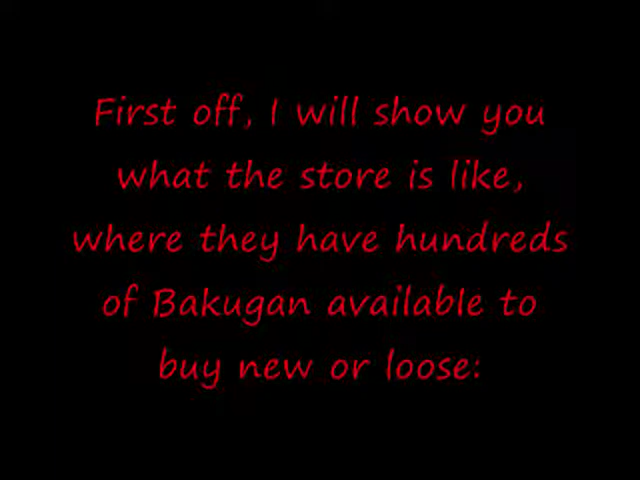 First off, I will show you
what the store is like,
where they have hundreds
of Bakugan available to
buy new or loose: